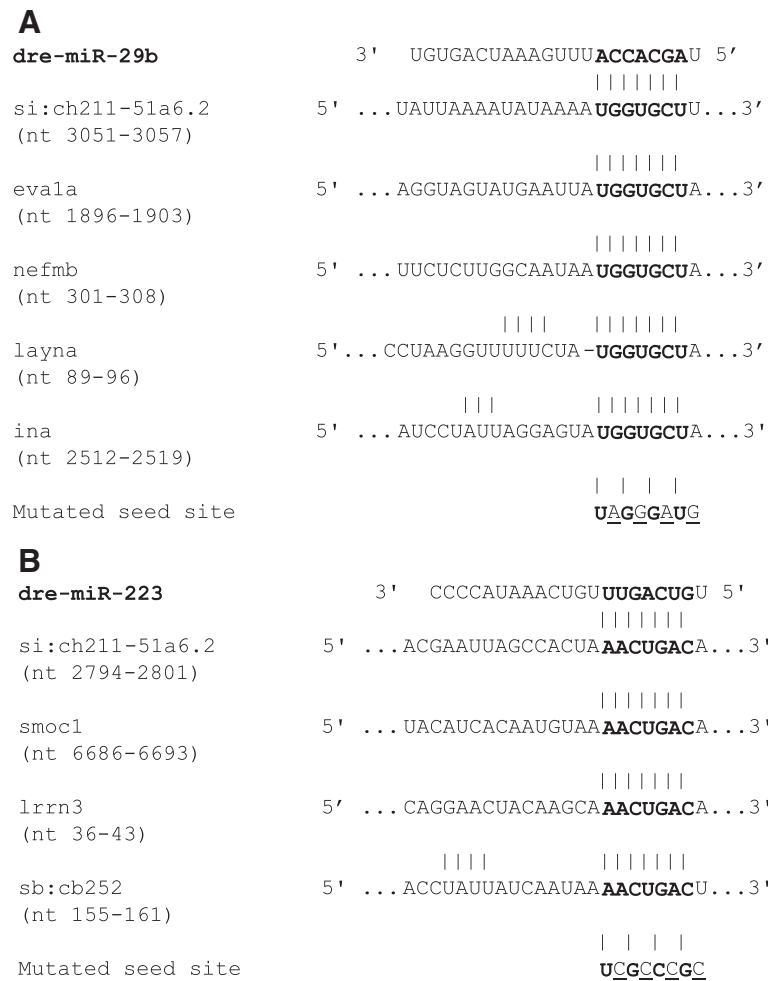 A
dre-miR-29b 3' UGUGACUAAAGUUUACCACGAU 5′
| | | | | | |
si:ch211-51a6.2 5' ...UAUUAAAAUAUAAAAUGGUGCUU...3′
(nt 3051-3057)
| | | | | | |
eva1a 5' ...AGGUAGUAUGAAUUAUGGUGCUA...3′
(nt 1896-1903)
| | | | | | |
nefmb 5' ...UUCUCUUGGCAAUAAUGGUGCUA...3′
(nt 301-308)
| | | | | | | | | | |
layna 5'...CCUAAGGUUUUUCUA-UGGUGCUA...3′
(nt 89-96)
| | | | | | | | | |
ina 5' ...AUCCUAUUAGGAGUAUGGUGCUA...3'
(nt 2512-2519)
| | | |
Mutated seed site UAGGGAUG
B
dre-miR-223 3' CCCCAUAAACUGUUUGACUGU 5'
| | | | | | |
si:ch211-51a6.2 5' ...ACGAAUUAGCCACUAAACUGACA...3'
(nt 2794-2801)
| | | | | | |
smoc1 5' ...UACAUCACAAUGUAAAACUGACA...3'
(nt 6686-6693)
| | | | | | |
lrrn3 5′ ...CAGGAACUACAAGCAAACUGACA...3'
(nt 36-43)
| | | | | | | | | | |
sb:cb252 5' ...ACCUAUUAUCAAUAAAACUGACU...3'
(nt 155-161)
| | | |
Mutated seed site UCGCCCGC